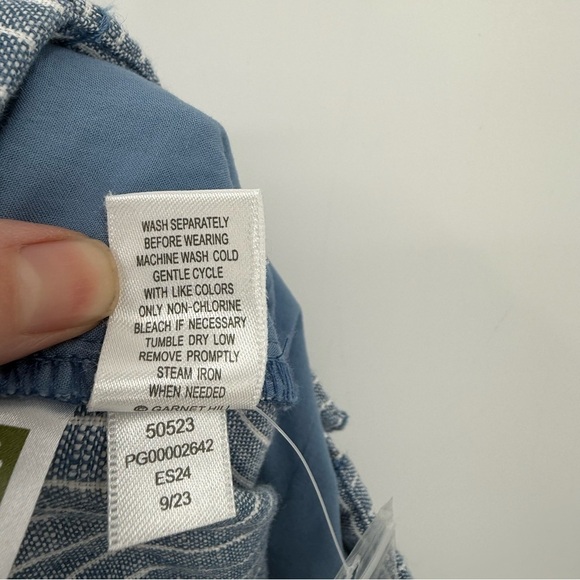 WASH SEPARATELY
BEFORE WEARING
MACHINE WASH COLD
GENTLE CYCLE
WITH LIKE COLORS
ONLY NON-CHLORINE
BLEACH IF NECESSARY
TUMBLE DRY LOW
REMOVE PROMPTLY
STEAM IRON
WHEN NEEDED
© GARNET HILL
50523
PG00002642
ES24
9/23